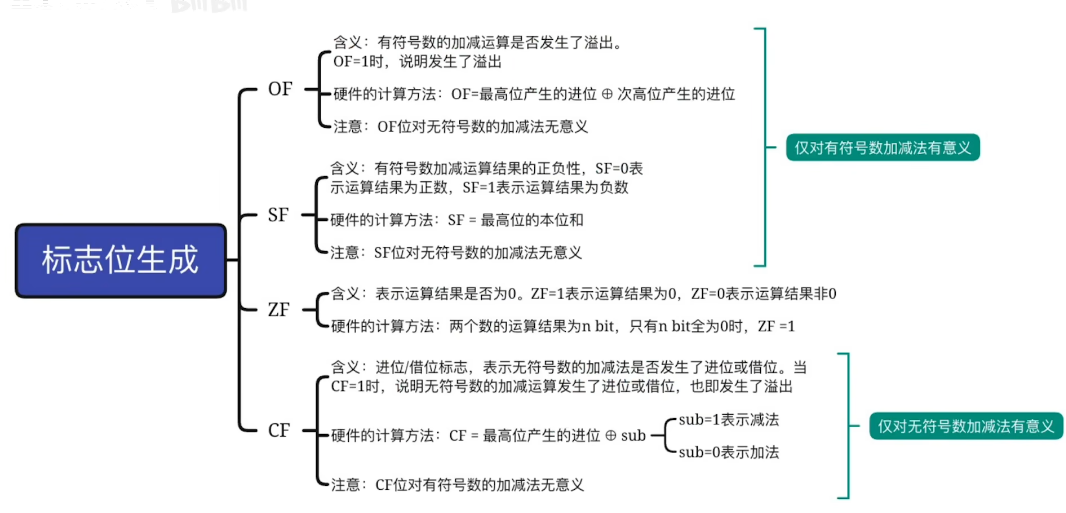 标志位生成
OF
含义：有符号数的加减运算是否发生了溢出。
OF=1时，说明发生了溢出
硬件的计算方法：OF=最高位产生的进位 ⊕ 次高位产生的进位
注意：OF位对无符号数的加减法无意义
SF
含义：有符号数加减运算结果的正负性，SF=0表
示运算结果为正数，SF=1表示运算结果为负数
硬件的计算方法：SF = 最高位的本位和
注意：SF位对无符号数的加减法无意义
仅对有符号数加减法有意义
ZF
含义：表示运算结果是否为0。ZF=1表示运算结果为0，ZF=0表示运算结果非0
硬件的计算方法：两个数的运算结果为n bit，只有n bit全为0时，ZF =1
CF
含义：进位/借位标志，表示无符号数的加减法是否发生了进位或借位。当
CF=1时，说明无符号数的加减运算发生了进位或借位，也即发生了溢出
硬件的计算方法：CF = 最高位产生的进位 ⊕ sub
sub=1表示减法
sub=0表示加法
注意：CF位对有符号数的加减法无意义
仅对无符号数加减法有意义